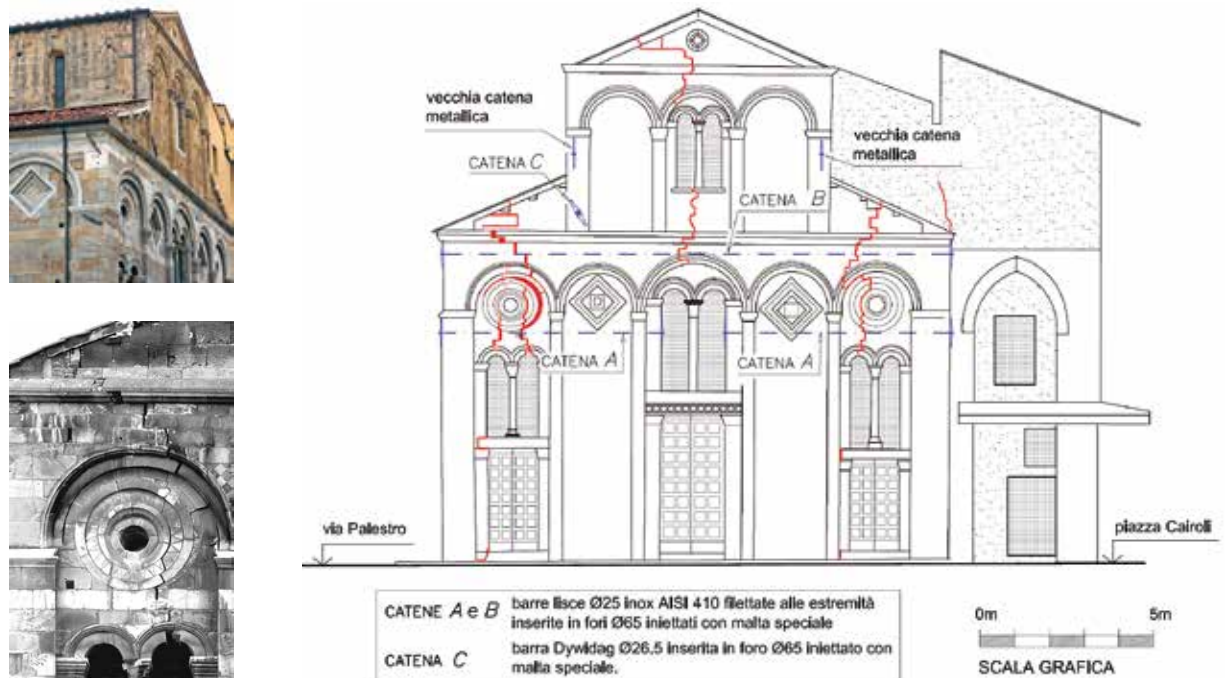 vecchia catena
metallica
CATENA C
vecchia catena
metallica
CATENA B
CATENA A
CATENA A
via Palestro
piazza Cairoli
CATENE A e B barre lisce Ø25 inox AISI 410 filettate alle estremità
inserite in fori Ø65 iniettati con malta speciale
CATENA C barra Dywidag Ø26.5 inserita in foro Ø65 iniettato con
malta speciale.
0m 5m
SCALA GRAFICA